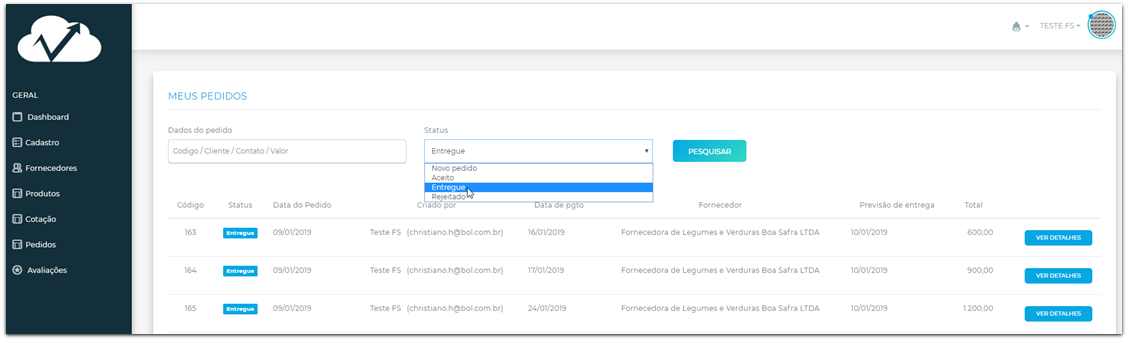 TESTE FS
GERAL
Dashboard
Cadastro
Fornecedores
Produtos
Cotação
Pedidos
Avaliações
MEUS PEDIDOS
Dados do pedido
Status
Codigo / Cliente / Contato / Valor
Entregue
PESQUISAR
Novo pedido
Aceito
Entregue
Rejeitado
Código Status Data do Pedido Criado por Data de pgto Fornecedor Previsão de entrega Total
163 Entregue 09/01/2019 Teste FS (christiano.h@bol.com.br) 16/01/2019 Fornecedora de Legumes e Verduras Boa Safra LTDA 10/01/2019 600,00 VER DETALHES
164 Entregue 09/01/2019 Teste FS (christiano.h@bol.com.br) 17/01/2019 Fornecedora de Legumes e Verduras Boa Safra LTDA 10/01/2019 900,00 VER DETALHES
165 Entregue 09/01/2019 Teste FS (christiano.h@bol.com.br) 24/01/2019 Fornecedora de Legumes e Verduras Boa Safra LTDA 10/01/2019 1.200,00 VER DETALHES